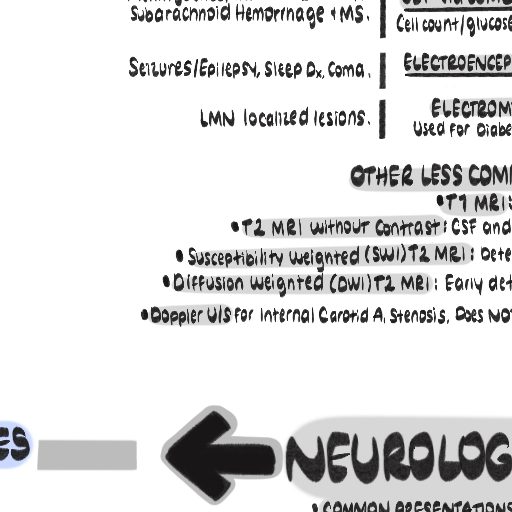 Subarachnoid Hemorrhage + MS.
Cell count/glucose
Seizures/Epilepsy, Sleep Dx, Coma.
ELECTROENCEP
LMN localized lesions.
ELECTROM
Used for Diabe
OTHER LESS COMM
•T1 MRI:
•T2 MRI without Contrast: CSF and
•Susceptibility Weighted (SWI) T2 MRI: Dete
•Diffusion Weighted (DWI) T2 MRI: Early det
•Doppler U/S for Internal Carotid A. Stenosis. Does NOT
ES
NEUROLOG
•COMMON PRESENTATIONS